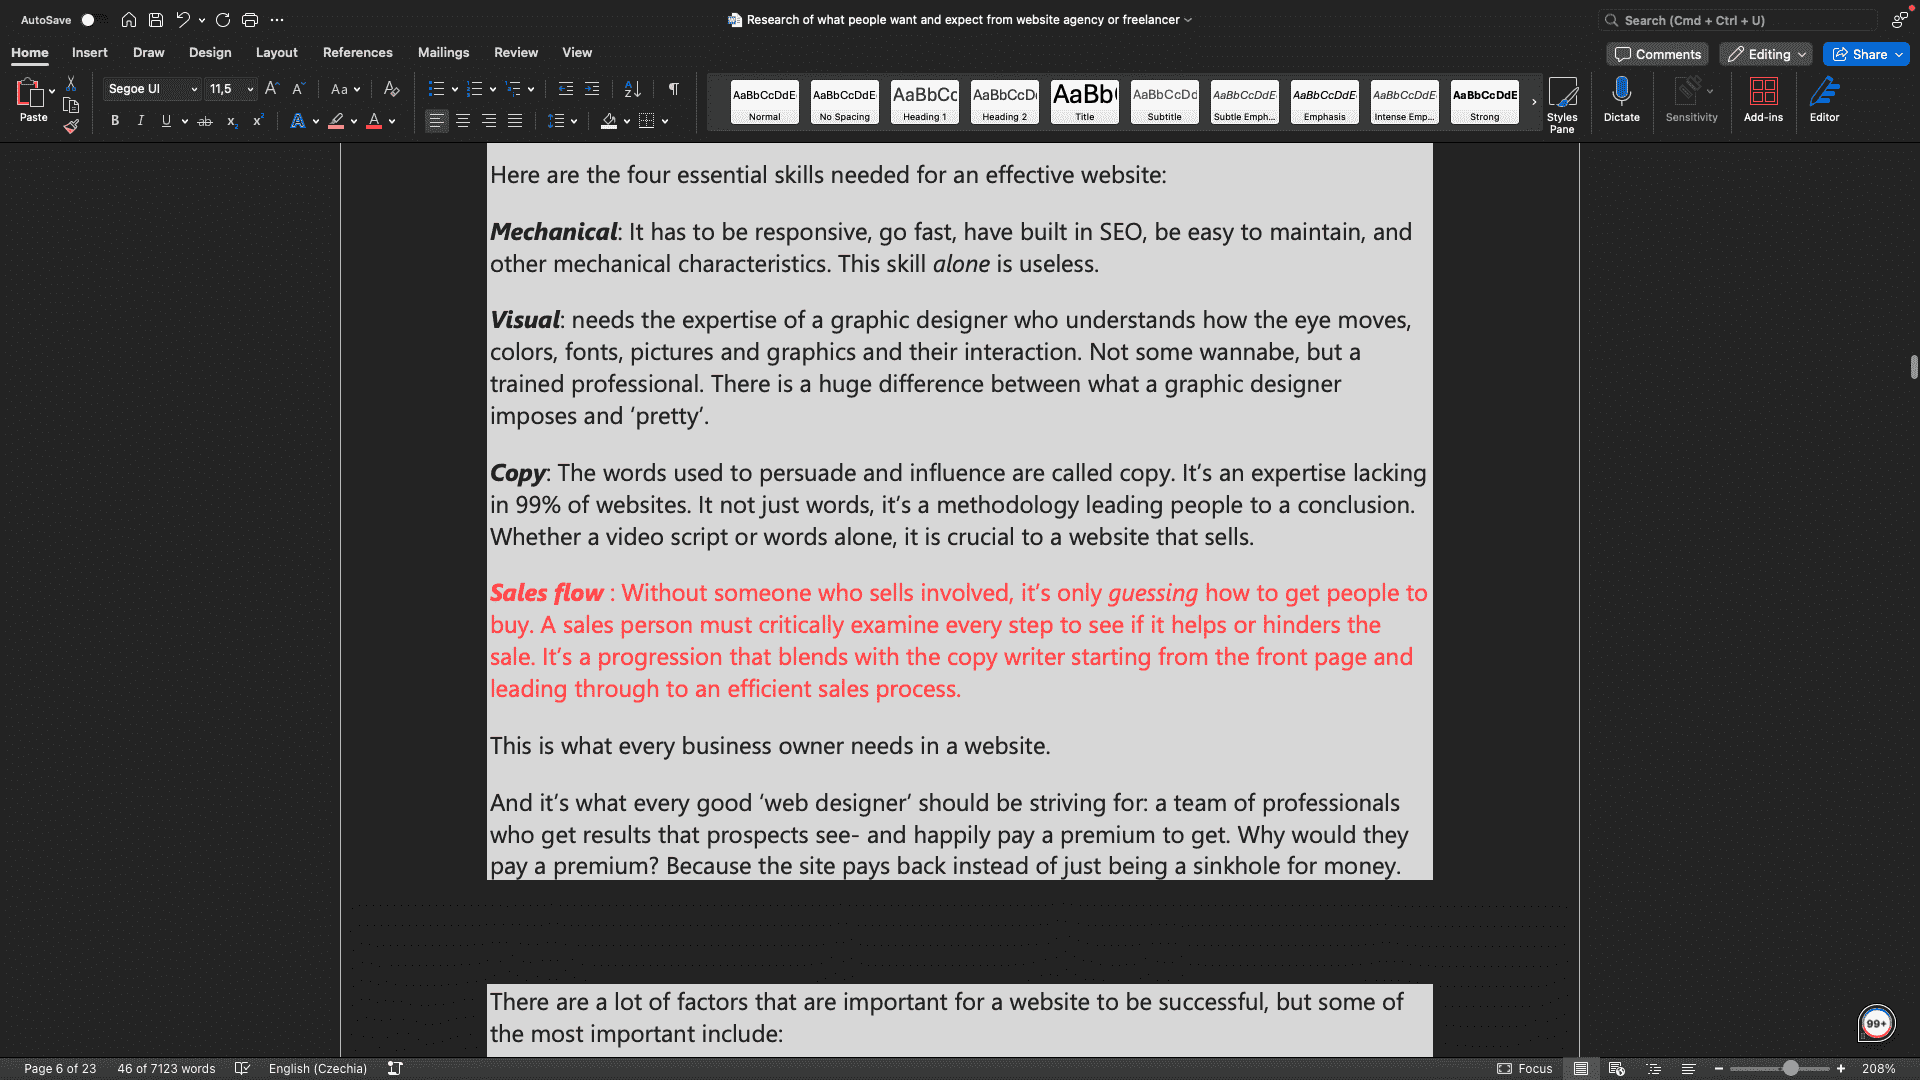 AutoSave
Research of what people want and expect from website agency or freelancer
Search (Cmd + Ctrl + U)
Home Insert Draw Design Layout References Mailings Review View
Comments Editing Share
Paste
Segoe UI 11,5 A A Aa A
B I U ab x₂ x² A A
AaBbCcDdE Normal
AaBbCcDdE No Spacing
AaBbCc Heading 1
AaBbCcDd Heading 2
AaBb( Title
AaBbCcDd Subtitle
AaBbCcDdE Subtle Emph...
AaBbCcDdE Emphasis
AaBbCcDdE Intense Emp...
AaBbCcDdE Strong
Styles Pane
Dictate
Sensitivity
Add-ins
Editor
Here are the four essential skills needed for an effective website:
Mechanical: It has to be responsive, go fast, have built in SEO, be easy to maintain, and
other mechanical characteristics. This skill alone is useless.
Visual: needs the expertise of a graphic designer who understands how the eye moves,
colors, fonts, pictures and graphics and their interaction. Not some wannabe, but a
trained professional. There is a huge difference between what a graphic designer
imposes and ‘pretty’.
Copy: The words used to persuade and influence are called copy. It’s an expertise lacking
in 99% of websites. It not just words, it’s a methodology leading people to a conclusion.
Whether a video script or words alone, it is crucial to a website that sells.
Sales flow : Without someone who sells involved, it’s only guessing how to get people to
buy. A sales person must critically examine every step to see if it helps or hinders the
sale. It’s a progression that blends with the copy writer starting from the front page and
leading through to an efficient sales process.
This is what every business owner needs in a website.
And it’s what every good ‘web designer’ should be striving for: a team of professionals
who get results that prospects see- and happily pay a premium to get. Why would they
pay a premium? Because the site pays back instead of just being a sinkhole for money.
There are a lot of factors that are important for a website to be successful, but some of
the most important include:
99+
Page 6 of 23 46 of 7123 words English (Czechia) Focus 208%